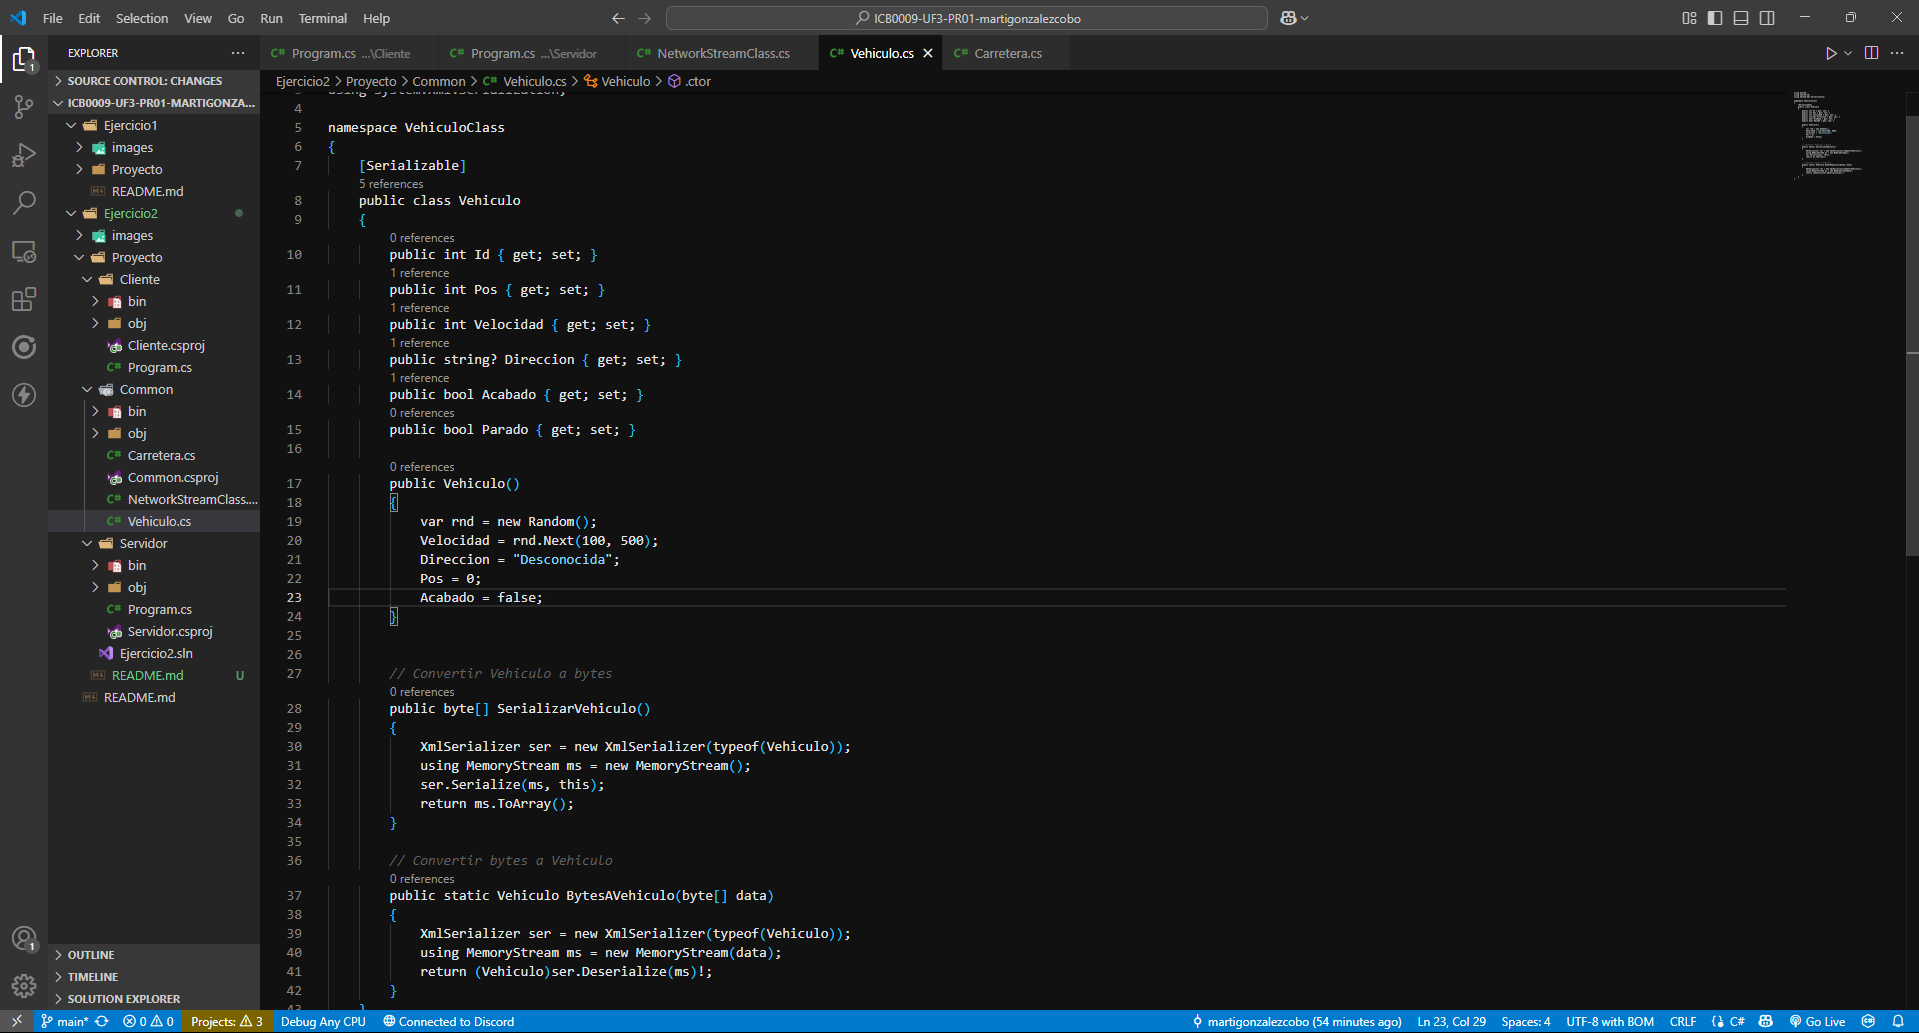 File Edit Selection View Go Run Terminal Help
ICB0009-UF3-PR01-martigonzalezcobo
EXPLORER
Program.cs ...\Cliente
Program.cs ...\Servidor
NetworkStreamClass.cs
Vehiculo.cs
Carretera.cs
SOURCE CONTROL: CHANGES
ICB0009-UF3-PR01-MARTIGONZA...
Ejercicio1
images
Proyecto
README.md
Ejercicio2
images
Proyecto
Cliente
bin
obj
Cliente.csproj
Program.cs
Common
bin
obj
Carretera.cs
Common.csproj
NetworkStreamClass....
Vehiculo.cs
Servidor
bin
obj
Program.cs
Servidor.csproj
Ejercicio2.sln
README.md U
README.md
OUTLINE
TIMELINE
SOLUTION EXPLORER
Ejercicio2 > Proyecto > Common > Vehiculo.cs > Vehiculo > .ctor
using System.Xml.Serialization;
4
5 namespace VehiculoClass
6 {
7 [Serializable]
5 references
8 public class Vehiculo
9 {
0 references
10 public int Id { get; set; }
1 reference
11 public int Pos { get; set; }
1 reference
12 public int Velocidad { get; set; }
1 reference
13 public string? Direccion { get; set; }
1 reference
14 public bool Acabado { get; set; }
0 references
15 public bool Parado { get; set; }
16
0 references
17 public Vehiculo()
18 {
19 var rnd = new Random();
20 Velocidad = rnd.Next(100, 500);
21 Direccion = "Desconocida";
22 Pos = 0;
23 Acabado = false;
24 }
25
26
27 // Convertir Vehiculo a bytes
0 references
28 public byte[] SerializarVehiculo()
29 {
30 XmlSerializer ser = new XmlSerializer(typeof(Vehiculo));
31 using MemoryStream ms = new MemoryStream();
32 ser.Serialize(ms, this);
33 return ms.ToArray();
34 }
35
36 // Convertir bytes a Vehiculo
0 references
37 public static Vehiculo BytesAVehiculo(byte[] data)
38 {
39 XmlSerializer ser = new XmlSerializer(typeof(Vehiculo));
40 using MemoryStream ms = new MemoryStream(data);
41 return (Vehiculo)ser.Deserialize(ms)!;
42 }
43 }
main* 0 0 Projects: 3 Debug Any CPU Connected to Discord martigonzalezcobo (54 minutes ago) Ln 23, Col 29 Spaces: 4 UTF-8 with BOM CRLF C# Go Live